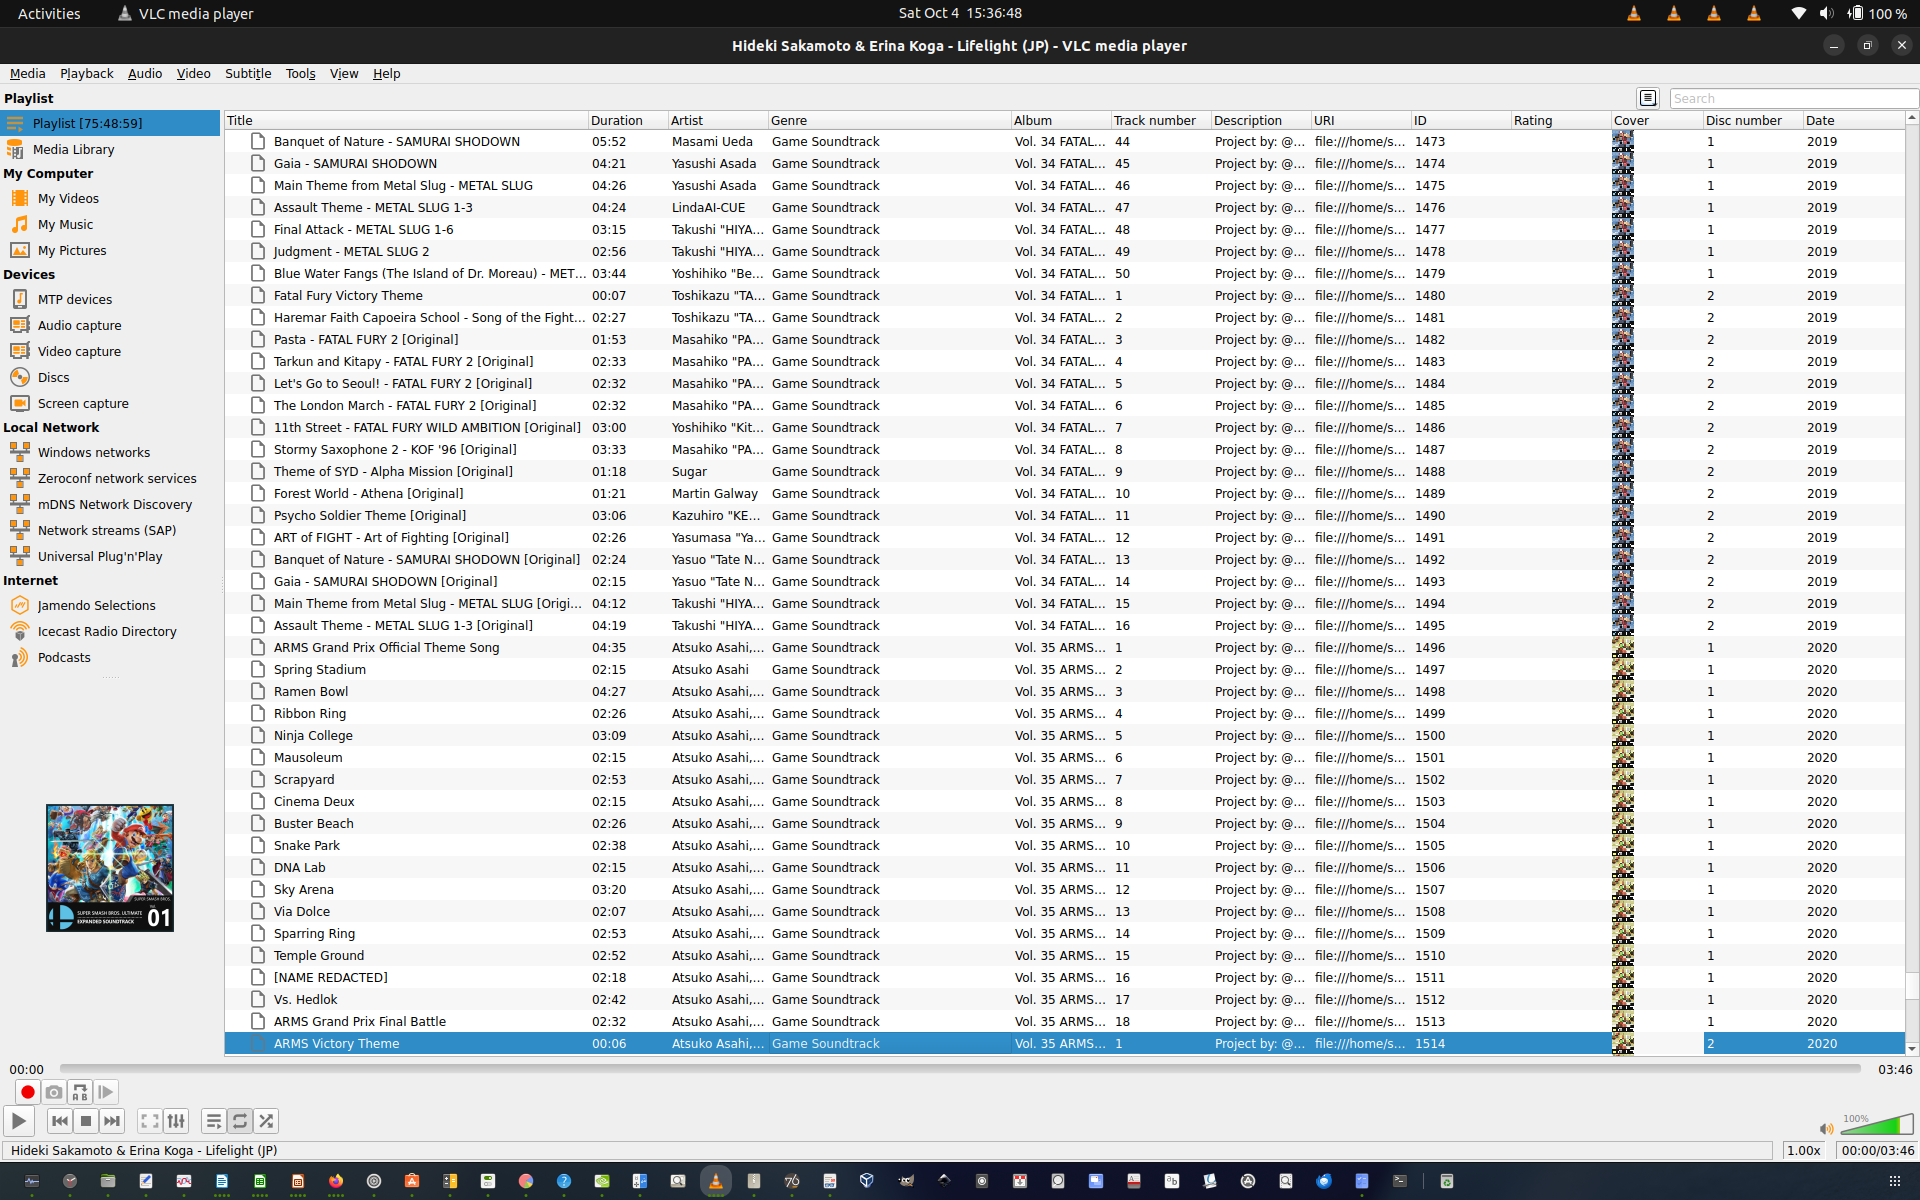 Activities VLC media player Sat Oct 4 15:36:48 100 %
Hideki Sakamoto & Erina Koga - Lifelight (JP) - VLC media player
Media Playback Audio Video Subtitle Tools View Help
Playlist
Search
Playlist [75:48:59]
Media Library
My Computer
My Videos
My Music
My Pictures
Devices
MTP devices
Audio capture
Video capture
Discs
Screen capture
Local Network
Windows networks
Zeroconf network services
mDNS Network Discovery
Network streams (SAP)
Universal Plug'n'Play
Internet
Jamendo Selections
Icecast Radio Directory
Podcasts
SUPER SMASH BROS. ULTIMATE
EXPANDED SOUNDTRACK
01
Title Duration Artist Genre Album Track number Description URI ID Rating Cover Disc number Date
Banquet of Nature - SAMURAI SHODOWN 05:52 Masami Ueda Game Soundtrack Vol. 34 FATAL... 44 Project by: @... file:///home/s... 1473 1 2019
Gaia - SAMURAI SHODOWN 04:21 Yasushi Asada Game Soundtrack Vol. 34 FATAL... 45 Project by: @... file:///home/s... 1474 1 2019
Main Theme from Metal Slug - METAL SLUG 04:26 Yasushi Asada Game Soundtrack Vol. 34 FATAL... 46 Project by: @... file:///home/s... 1475 1 2019
Assault Theme - METAL SLUG 1-3 04:24 LindaAI-CUE Game Soundtrack Vol. 34 FATAL... 47 Project by: @... file:///home/s... 1476 1 2019
Final Attack - METAL SLUG 1-6 03:15 Takushi "HIYA... Game Soundtrack Vol. 34 FATAL... 48 Project by: @... file:///home/s... 1477 1 2019
Judgment - METAL SLUG 2 02:56 Takushi "HIYA... Game Soundtrack Vol. 34 FATAL... 49 Project by: @... file:///home/s... 1478 1 2019
Blue Water Fangs (The Island of Dr. Moreau) - MET... 03:44 Yoshihiko "Be... Game Soundtrack Vol. 34 FATAL... 50 Project by: @... file:///home/s... 1479 1 2019
Fatal Fury Victory Theme 00:07 Toshikazu "TA... Game Soundtrack Vol. 34 FATAL... 1 Project by: @... file:///home/s... 1480 2 2019
Haremar Faith Capoeira School - Song of the Fight... 02:27 Toshikazu "TA... Game Soundtrack Vol. 34 FATAL... 2 Project by: @... file:///home/s... 1481 2 2019
Pasta - FATAL FURY 2 [Original] 01:53 Masahiko "PA... Game Soundtrack Vol. 34 FATAL... 3 Project by: @... file:///home/s... 1482 2 2019
Tarkun and Kitapy - FATAL FURY 2 [Original] 02:33 Masahiko "PA... Game Soundtrack Vol. 34 FATAL... 4 Project by: @... file:///home/s... 1483 2 2019
Let's Go to Seoul! - FATAL FURY 2 [Original] 02:32 Masahiko "PA... Game Soundtrack Vol. 34 FATAL... 5 Project by: @... file:///home/s... 1484 2 2019
The London March - FATAL FURY 2 [Original] 02:32 Masahiko "PA... Game Soundtrack Vol. 34 FATAL... 6 Project by: @... file:///home/s... 1485 2 2019
11th Street - FATAL FURY WILD AMBITION [Original] 03:00 Yoshihiko "Kit... Game Soundtrack Vol. 34 FATAL... 7 Project by: @... file:///home/s... 1486 2 2019
Stormy Saxophone 2 - KOF '96 [Original] 03:33 Masahiko "PA... Game Soundtrack Vol. 34 FATAL... 8 Project by: @... file:///home/s... 1487 2 2019
Theme of SYD - Alpha Mission [Original] 01:18 Sugar Game Soundtrack Vol. 34 FATAL... 9 Project by: @... file:///home/s... 1488 2 2019
Forest World - Athena [Original] 01:21 Martin Galway Game Soundtrack Vol. 34 FATAL... 10 Project by: @... file:///home/s... 1489 2 2019
Psycho Soldier Theme [Original] 03:06 Kazuhiro "KE... Game Soundtrack Vol. 34 FATAL... 11 Project by: @... file:///home/s... 1490 2 2019
ART of FIGHT - Art of Fighting [Original] 02:26 Yasumasa "Ya... Game Soundtrack Vol. 34 FATAL... 12 Project by: @... file:///home/s... 1491 2 2019
Banquet of Nature - SAMURAI SHODOWN [Original] 02:24 Yasuo "Tate N... Game Soundtrack Vol. 34 FATAL... 13 Project by: @... file:///home/s... 1492 2 2019
Gaia - SAMURAI SHODOWN [Original] 02:15 Yasuo "Tate N... Game Soundtrack Vol. 34 FATAL... 14 Project by: @... file:///home/s... 1493 2 2019
Main Theme from Metal Slug - METAL SLUG [Origi... 04:12 Takushi "HIYA... Game Soundtrack Vol. 34 FATAL... 15 Project by: @... file:///home/s... 1494 2 2019
Assault Theme - METAL SLUG 1-3 [Original] 04:19 Takushi "HIYA... Game Soundtrack Vol. 34 FATAL... 16 Project by: @... file:///home/s... 1495 2 2019
ARMS Grand Prix Official Theme Song 04:35 Atsuko Asahi,... Game Soundtrack Vol. 35 ARMS... 1 Project by: @... file:///home/s... 1496 1 2020
Spring Stadium 02:15 Atsuko Asahi Game Soundtrack Vol. 35 ARMS... 2 Project by: @... file:///home/s... 1497 1 2020
Ramen Bowl 04:27 Atsuko Asahi,... Game Soundtrack Vol. 35 ARMS... 3 Project by: @... file:///home/s... 1498 1 2020
Ribbon Ring 02:26 Atsuko Asahi,... Game Soundtrack Vol. 35 ARMS... 4 Project by: @... file:///home/s... 1499 1 2020
Ninja College 03:09 Atsuko Asahi,... Game Soundtrack Vol. 35 ARMS... 5 Project by: @... file:///home/s... 1500 1 2020
Mausoleum 02:15 Atsuko Asahi,... Game Soundtrack Vol. 35 ARMS... 6 Project by: @... file:///home/s... 1501 1 2020
Scrapyard 02:53 Atsuko Asahi,... Game Soundtrack Vol. 35 ARMS... 7 Project by: @... file:///home/s... 1502 1 2020
Cinema Deux 02:15 Atsuko Asahi,... Game Soundtrack Vol. 35 ARMS... 8 Project by: @... file:///home/s... 1503 1 2020
Buster Beach 02:26 Atsuko Asahi,... Game Soundtrack Vol. 35 ARMS... 9 Project by: @... file:///home/s... 1504 1 2020
Snake Park 02:38 Atsuko Asahi,... Game Soundtrack Vol. 35 ARMS... 10 Project by: @... file:///home/s... 1505 1 2020
DNA Lab 02:15 Atsuko Asahi,... Game Soundtrack Vol. 35 ARMS... 11 Project by: @... file:///home/s... 1506 1 2020
Sky Arena 03:20 Atsuko Asahi,... Game Soundtrack Vol. 35 ARMS... 12 Project by: @... file:///home/s... 1507 1 2020
Via Dolce 02:07 Atsuko Asahi,... Game Soundtrack Vol. 35 ARMS... 13 Project by: @... file:///home/s... 1508 1 2020
Sparring Ring 02:53 Atsuko Asahi,... Game Soundtrack Vol. 35 ARMS... 14 Project by: @... file:///home/s... 1509 1 2020
Temple Ground 02:52 Atsuko Asahi,... Game Soundtrack Vol. 35 ARMS... 15 Project by: @... file:///home/s... 1510 1 2020
[NAME REDACTED] 02:18 Atsuko Asahi,... Game Soundtrack Vol. 35 ARMS... 16 Project by: @... file:///home/s... 1511 1 2020
Vs. Hedlok 02:42 Atsuko Asahi,... Game Soundtrack Vol. 35 ARMS... 17 Project by: @... file:///home/s... 1512 1 2020
ARMS Grand Prix Final Battle 02:32 Atsuko Asahi,... Game Soundtrack Vol. 35 ARMS... 18 Project by: @... file:///home/s... 1513 1 2020
ARMS Victory Theme 00:06 Atsuko Asahi,... Game Soundtrack Vol. 35 ARMS... 1 Project by: @... file:///home/s... 1514 2 2020
00:00 03:46
100%
Hideki Sakamoto & Erina Koga - Lifelight (JP) 1.00x 00:00/03:46